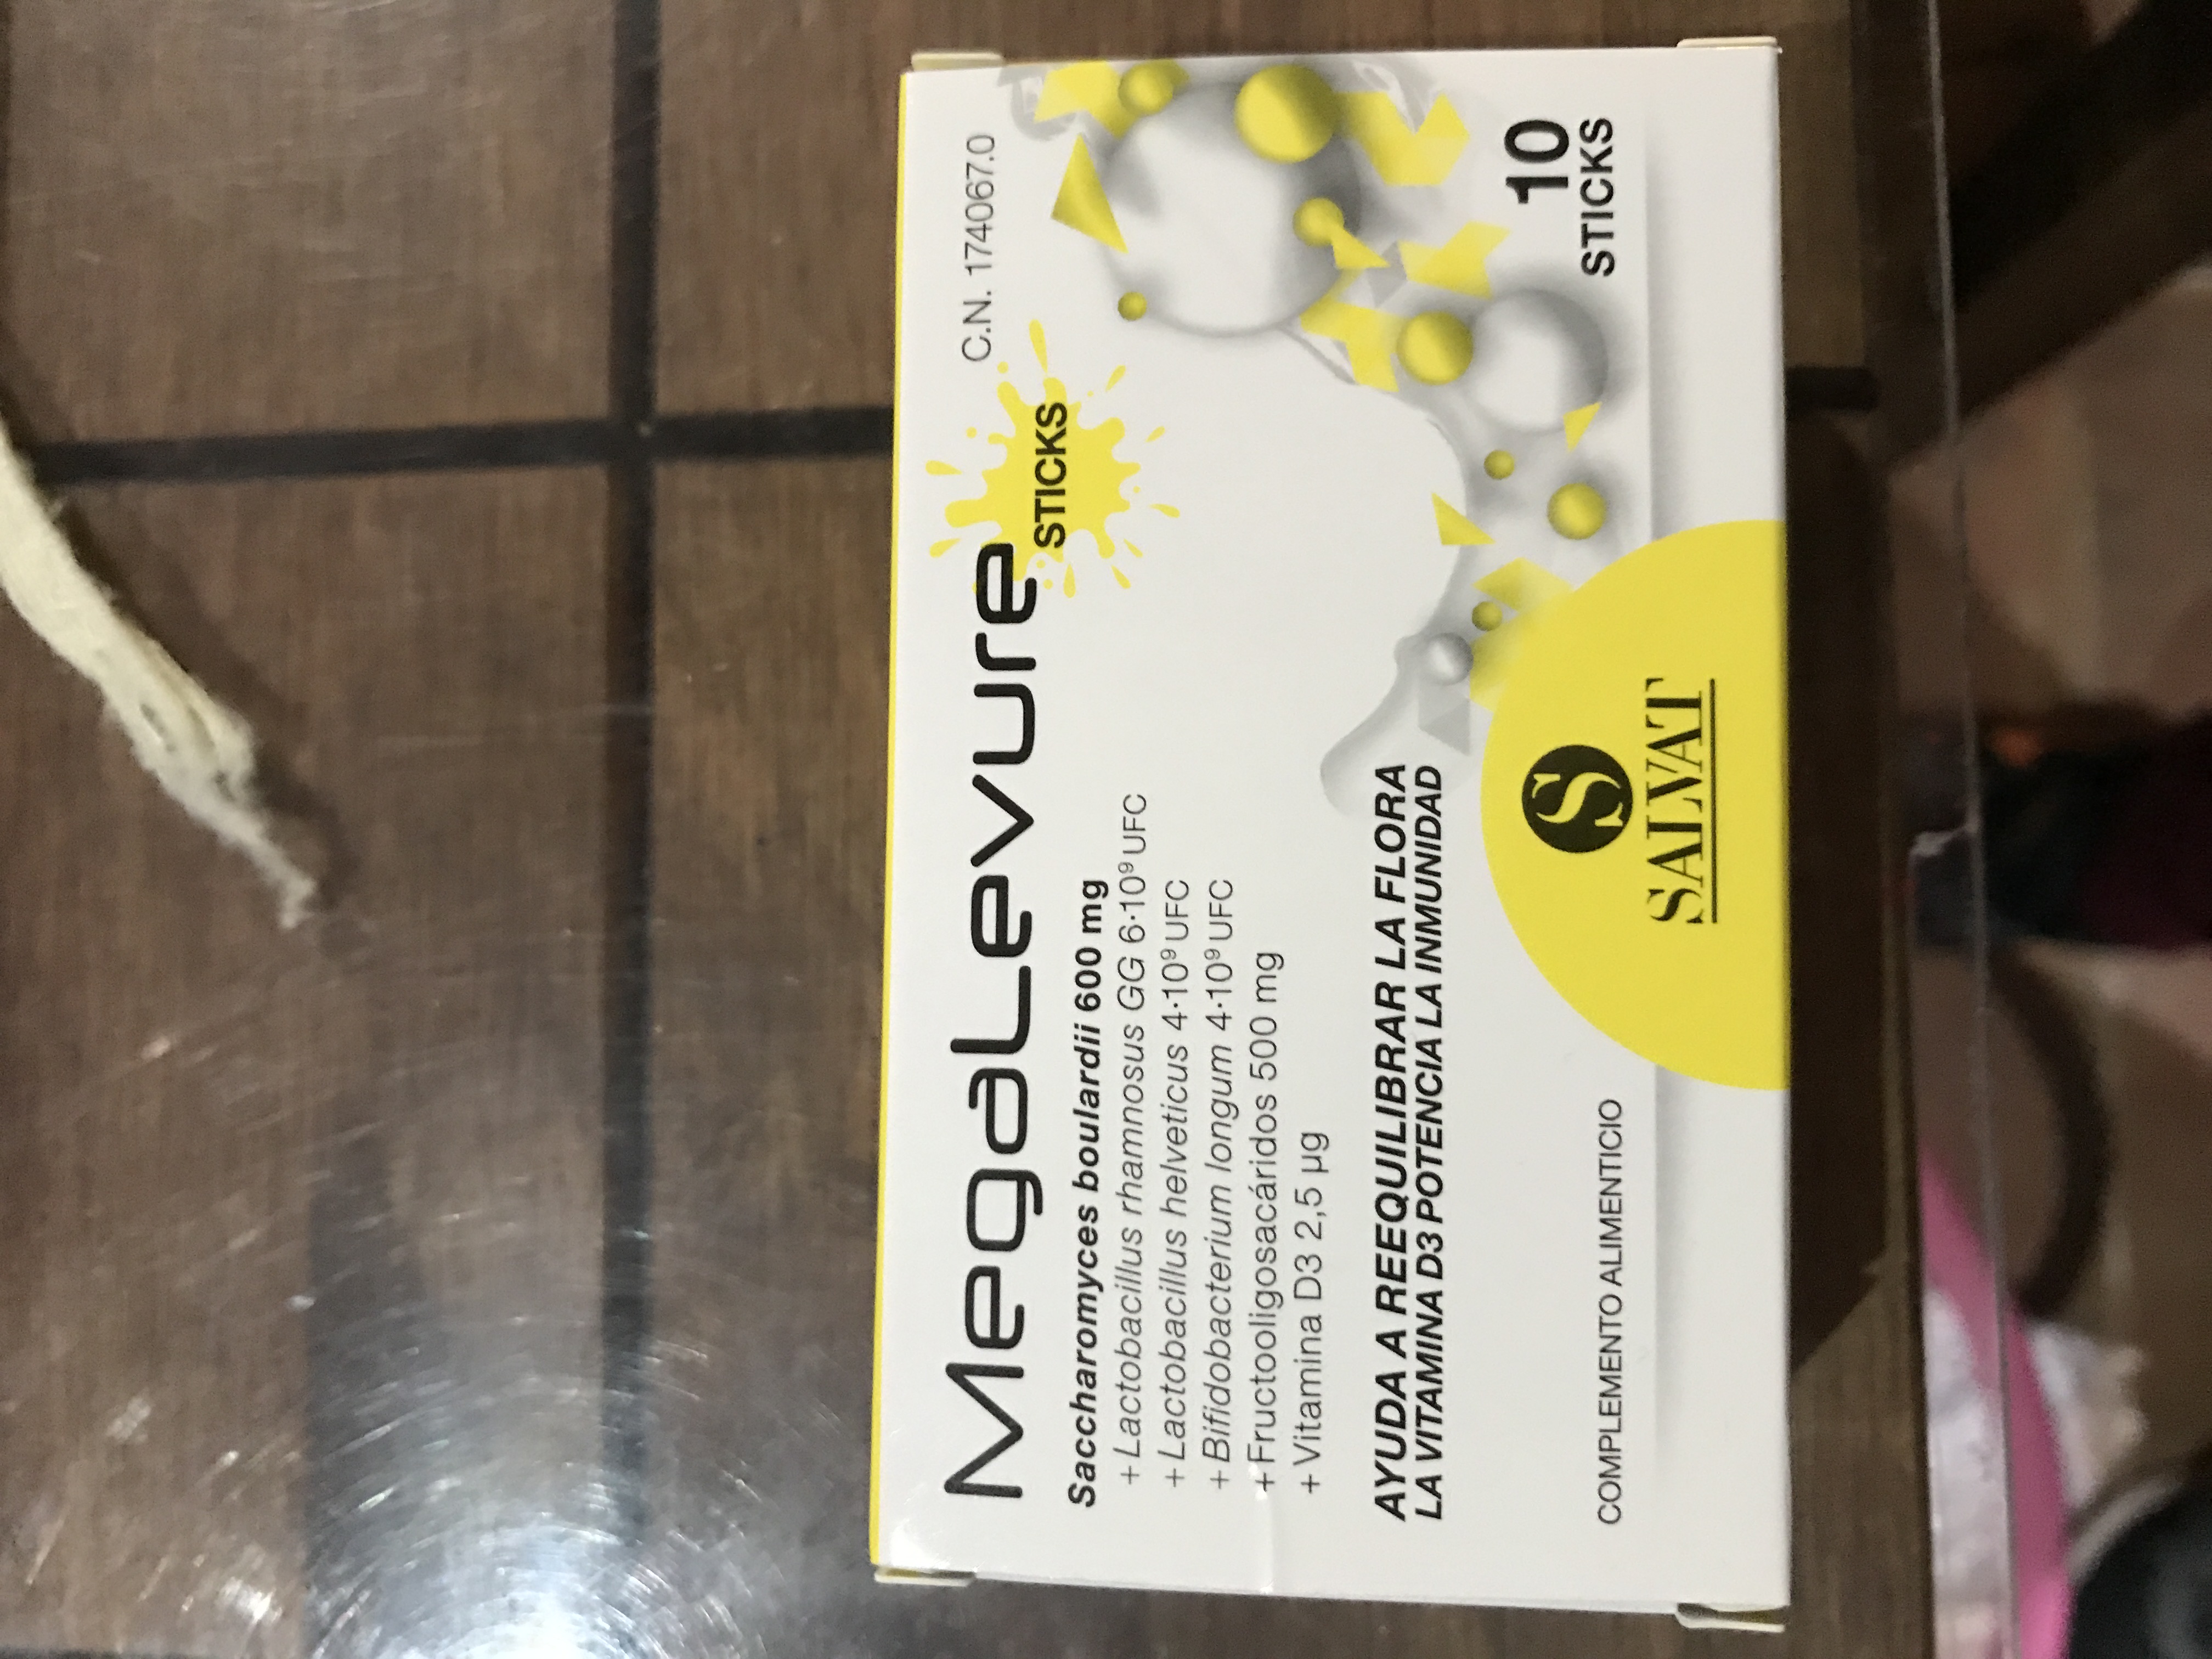 C.N. 174067.0
MegaLevure
STICKS
Saccharomyces boulardii 600 mg
+ Lactobacillus rhamnosus GG 6·10⁹ UFC
+ Lactobacillus helveticus 4·10⁹ UFC
+ Bifidobacterium longum 4·10⁹ UFC
+ Fructooligosacáridos 500 mg
+ Vitamina D3 2,5 µg
AYUDA A REEQUILIBRAR LA FLORA
LA VITAMINA D3 POTENCIA LA INMUNIDAD
COMPLEMENTO ALIMENTICIO
S
SALVAT
10
STICKS